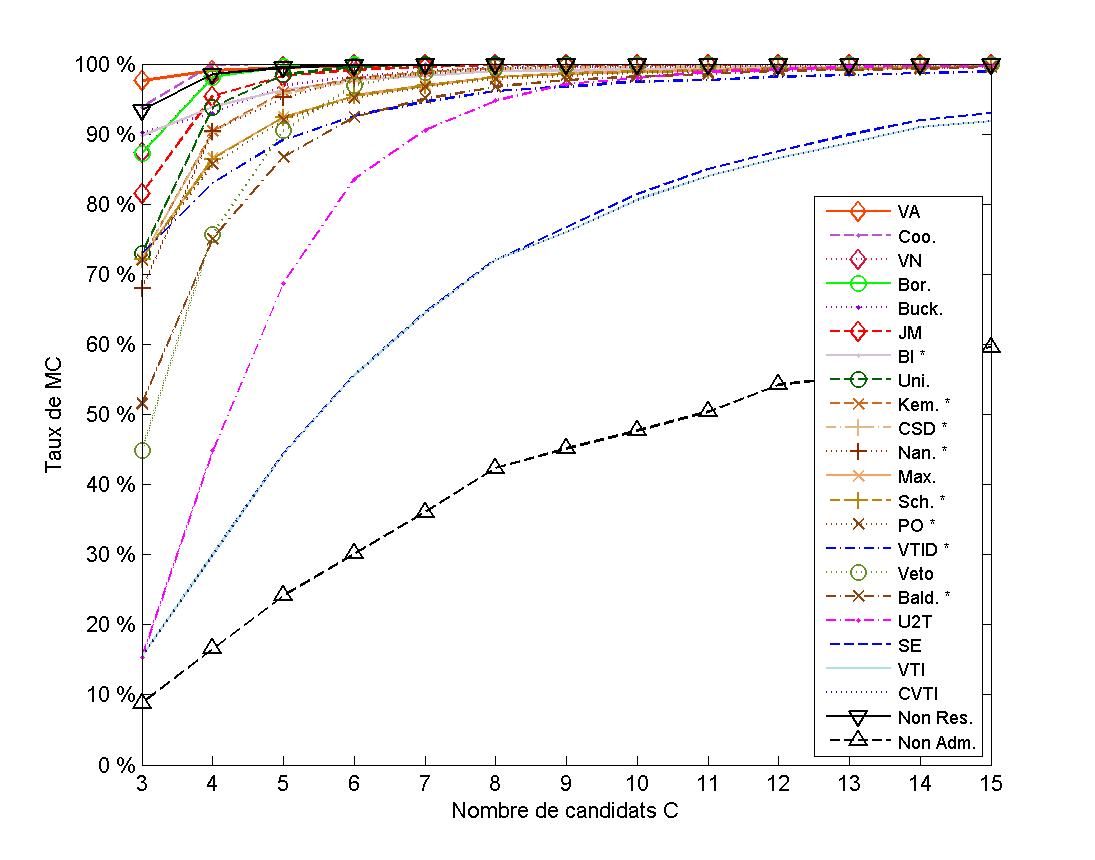 100 %
90 %
80 %
70 %
60 %
50 %
40 %
30 %
20 %
10 %
0 %
Taux de MC
3 4 5 6 7 8 9 10 11 12 13 14 15
Nombre de candidats C
VA
Coo.
VN
Bor.
Buck.
JM
BI *
Uni.
Kem. *
CSD *
Nan. *
Max.
Sch. *
PO *
VTID *
Veto
Bald. *
U2T
SE
VTI
CVTI
Non Res.
Non Adm.